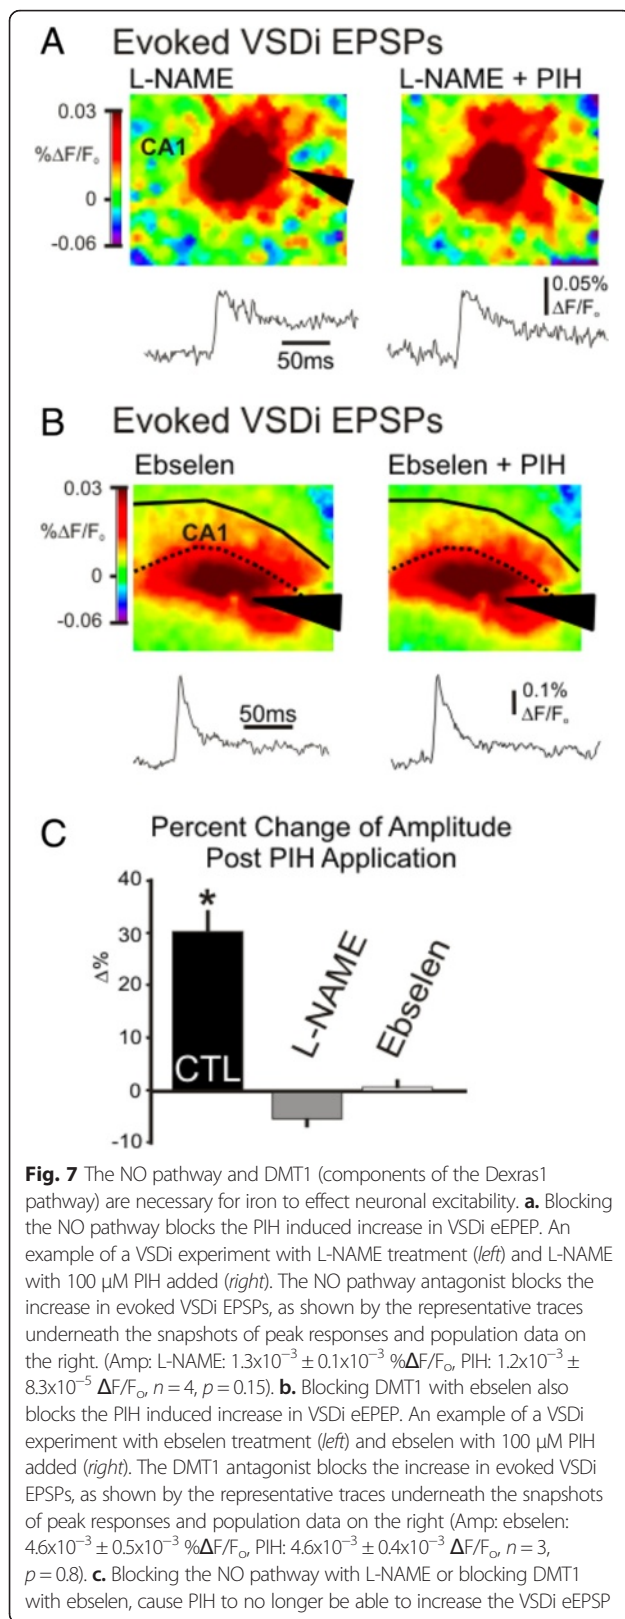 A Evoked VSDi EPSPs
L-NAME L-NAME + PIH
0.03
CA1
%ΔF/Fₒ
0
-0.06
0.05%
ΔF/Fₒ
50ms
B Evoked VSDi EPSPs
Ebselen Ebselen + PIH
0.03
CA1
%ΔF/Fₒ
0
-0.06
50ms
0.1%
ΔF/Fₒ
C Percent Change of Amplitude
Post PIH Application
40
*
30
Δ%
20
10
0
-10
CTL
L-NAME
Ebselen
Fig. 7 The NO pathway and DMT1 (components of the Dexras1
pathway) are necessary for iron to effect neuronal excitability. a. Blocking
the NO pathway blocks the PIH induced increase in VSDi eEPEP. An
example of a VSDi experiment with L-NAME treatment (left) and L-NAME
with 100 μM PIH added (right). The NO pathway antagonist blocks the
increase in evoked VSDi EPSPs, as shown by the representative traces
underneath the snapshots of peak responses and population data on
the right. (Amp: L-NAME: 1.3x10⁻³ ± 0.1x10⁻³ %ΔF/Fₒ, PIH: 1.2x10⁻³ ±
8.3x10⁻⁵ ΔF/Fₒ, n = 4, p = 0.15). b. Blocking DMT1 with ebselen also
blocks the PIH induced increase in VSDi eEPEP. An example of a VSDi
experiment with ebselen treatment (left) and ebselen with 100 μM PIH
added (right). The DMT1 antagonist blocks the increase in evoked VSDi
EPSPs, as shown by the representative traces underneath the snapshots
of peak responses and population data on the right (Amp: ebselen:
4.6x10⁻³ ± 0.5x10⁻³ %ΔF/Fₒ, PIH: 4.6x10⁻³ ± 0.4x10⁻³ ΔF/Fₒ, n = 3,
p = 0.8). c. Blocking the NO pathway with L-NAME or blocking DMT1
with ebselen, cause PIH to no longer be able to increase the VSDi eEPSP